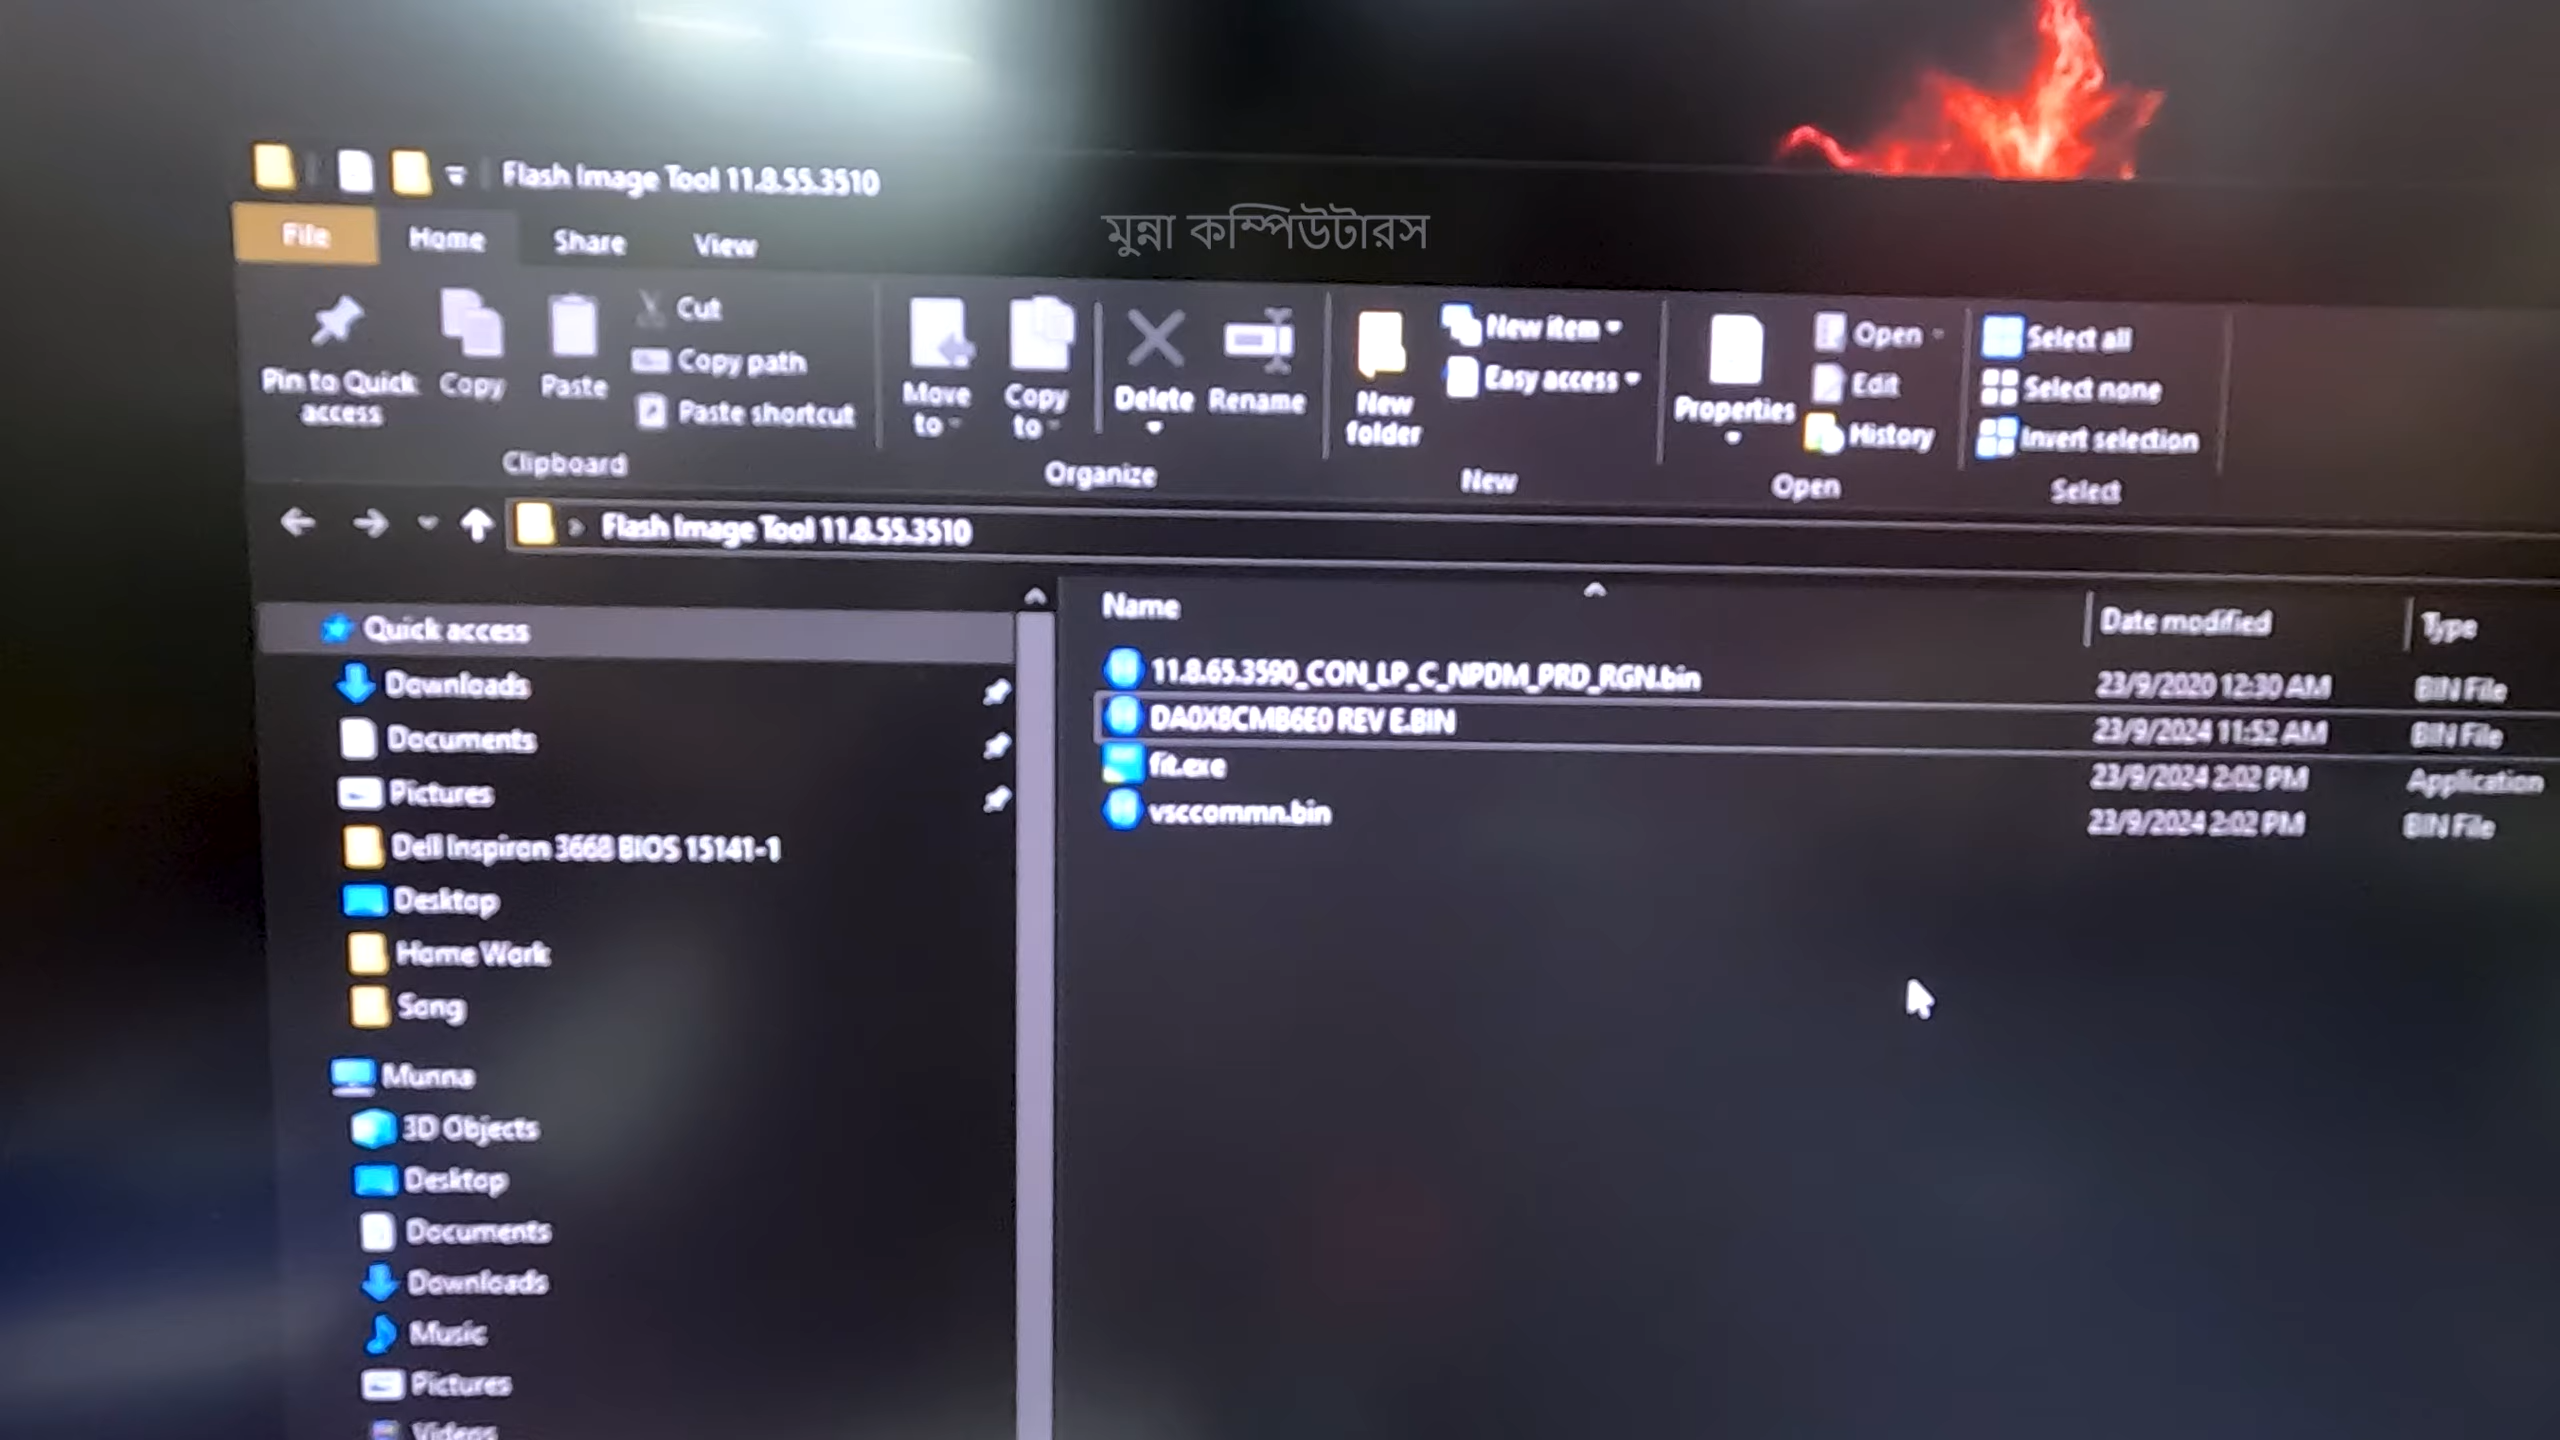 Flash Image Tool 11.8.55.3510
মুন্না কম্পিউটারস
File Home Share View
Pin to Quick access
Copy
Paste
Cut
Copy path
Paste shortcut
Clipboard
Move to
Copy to
Delete
Rename
Organize
New folder
New item
Easy access
New
Properties
Open
Edit
History
Open
Select all
Select none
Invert selection
Select
Flash Image Tool 11.8.55.3510
Quick access
Downloads
Documents
Pictures
Dell Inspiron 3668 BIOS 15141-1
Desktop
Home Work
Song
Munna
3D Objects
Desktop
Documents
Downloads
Music
Pictures
Videos
Name Date modified Type
11.8.65.3590_CON_LP_C_NPDM_PRD_RGN.bin 23/9/2020 12:30 AM BIN File
DA0X8CMB6E0 REV E.BIN 23/9/2024 11:52 AM BIN File
fit.exe 23/9/2024 2:02 PM Application
vsccommn.bin 23/9/2024 2:02 PM BIN File